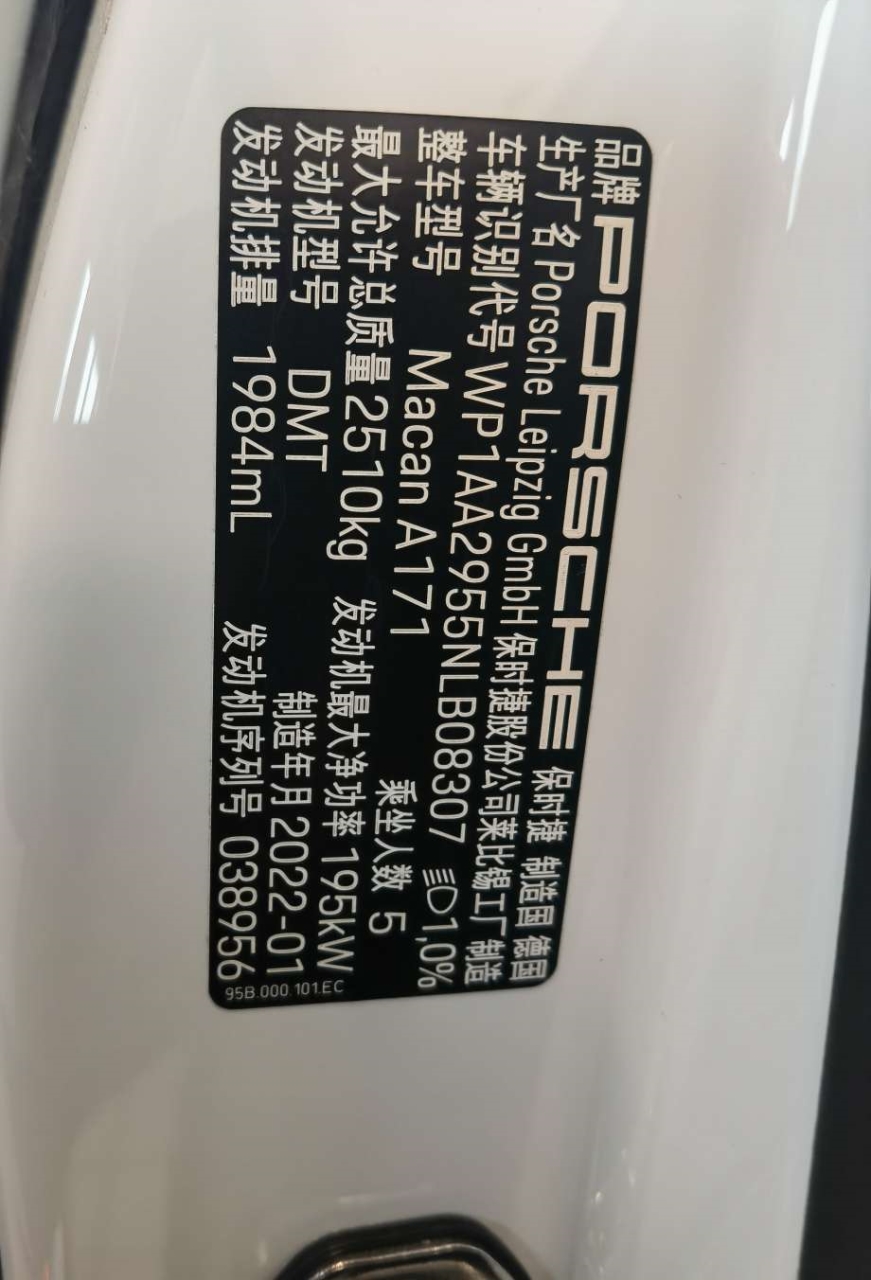 品牌 PORSCHE 保时捷 制造国 德国
生产厂名 Porsche Leipzig GmbH 保时捷股份公司莱比锡工厂 制造
车辆识别代号 WP1AA2955NLB08307 1,0%
整车型号 Macan A171 乘坐人数 5
最大允许总质量 2510kg 发动机最大净功率 195kW
发动机型号 DMT 制造年月 2022-01
发动机排量 1984mL 发动机序列号 038956
95B.000.101.EC